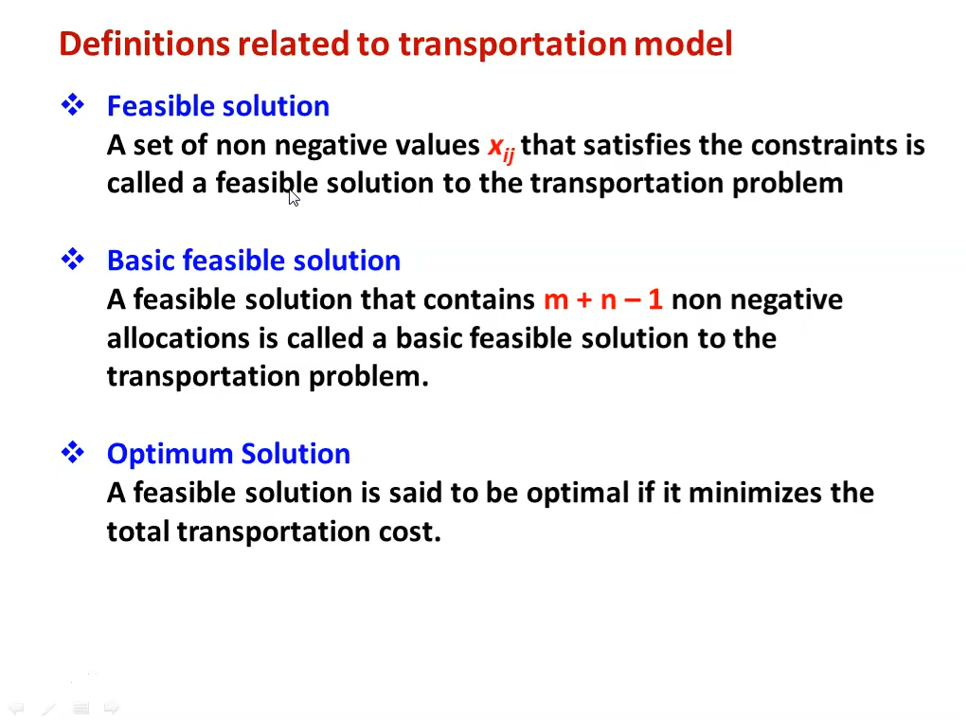 Definitions related to transportation model
❖ Feasible solution
A set of non negative values xij that satisfies the constraints is
called a feasible solution to the transportation problem
❖ Basic feasible solution
A feasible solution that contains m + n – 1 non negative
allocations is called a basic feasible solution to the
transportation problem.
❖ Optimum Solution
A feasible solution is said to be optimal if it minimizes the
total transportation cost.